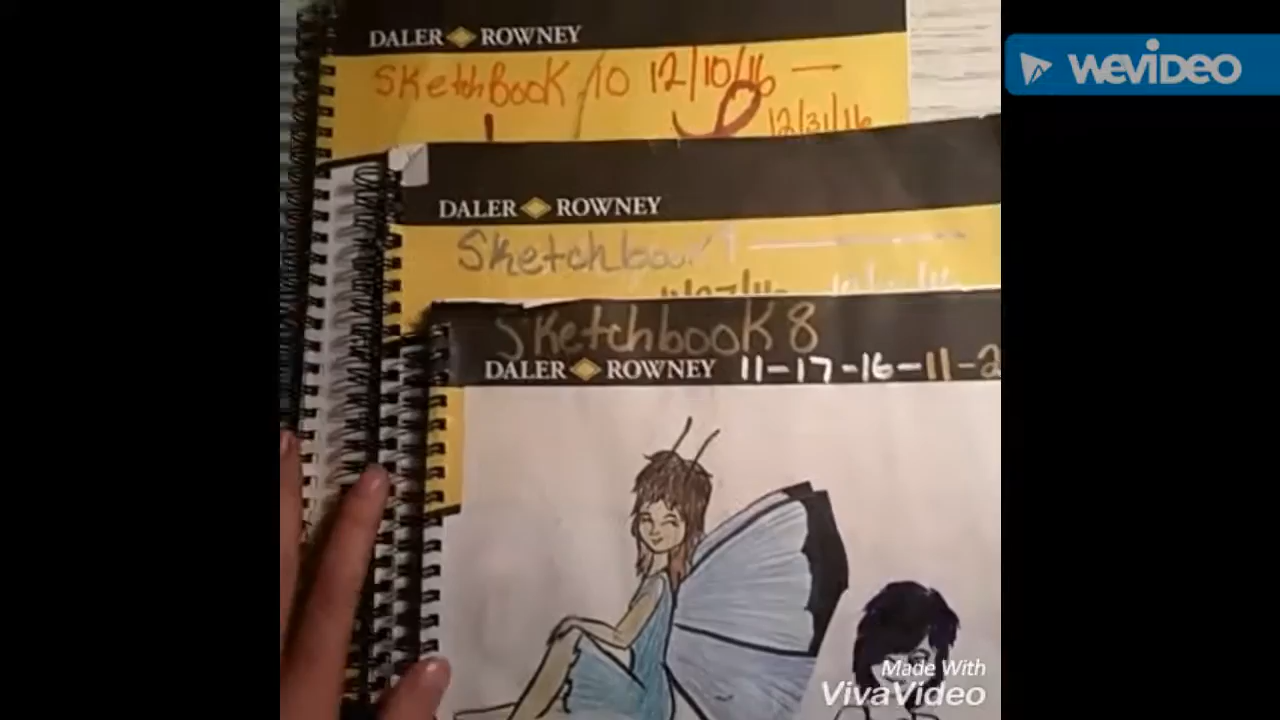 DALER ROWNEY
SKetchBooK 10 12/10/16 —
12/31/16
WEVIDEO
DALER ROWNEY
Sketchbook 9 —
SKetchbooK 8
DALER ROWNEY 11-17-16-11-2
Made With
VivaVideo